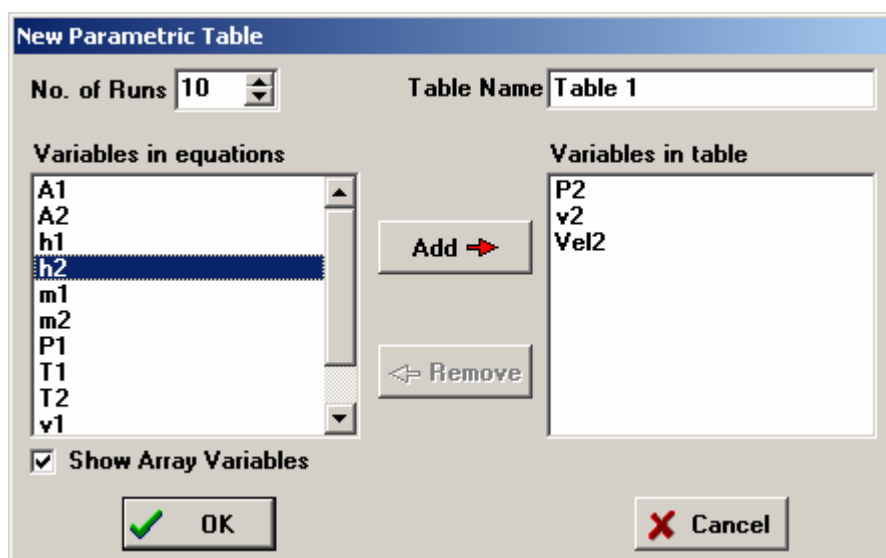 New Parametric Table
No. of Runs 10
Table Name Table 1
Variables in equations
A1
A2
h1
h2
m1
m2
P1
T1
T2
v1
Add
Remove
Variables in table
P2
v2
Vel2
Show Array Variables
OK
Cancel